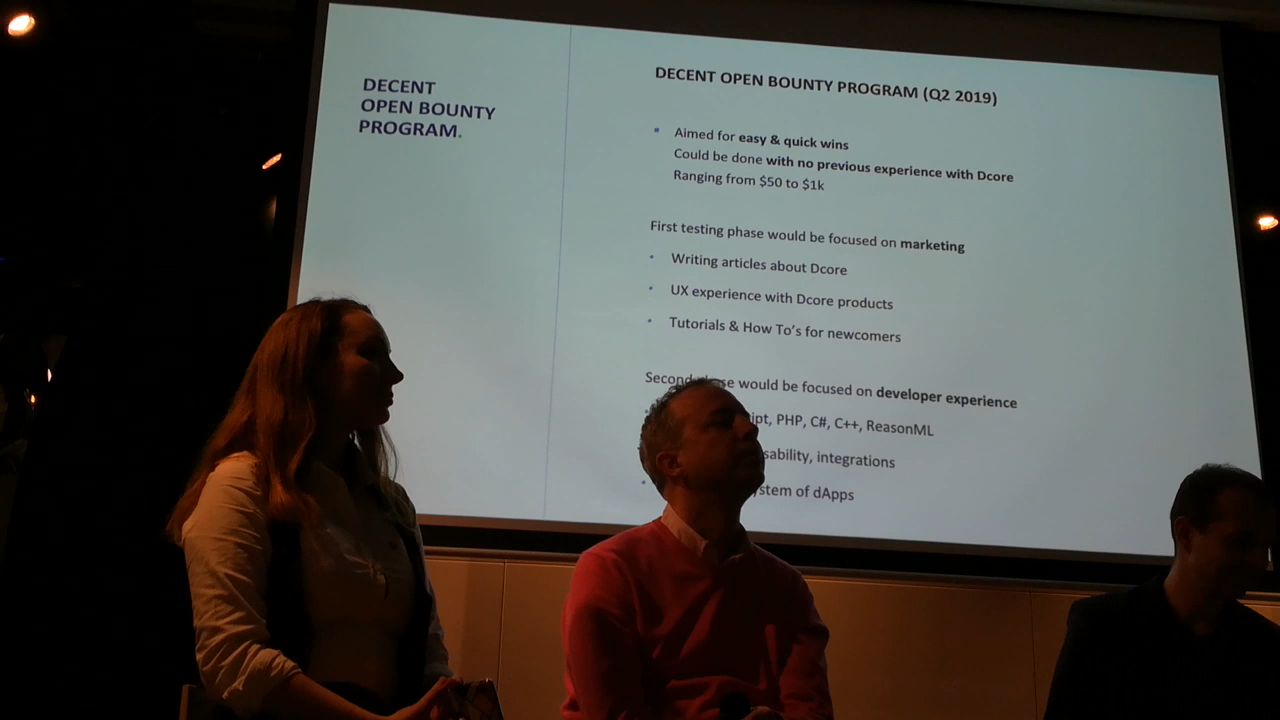 DECENT
OPEN BOUNTY
PROGRAM.
DECENT OPEN BOUNTY PROGRAM (Q2 2019)
Aimed for easy & quick wins
Could be done with no previous experience with Dcore
Ranging from $50 to $1k
First testing phase would be focused on marketing
Writing articles about Dcore
UX experience with Dcore products
Tutorials & How To's for newcomers
Second phase would be focused on developer experience
PHP, C#, C++, ReasonML
integrations
of dApps